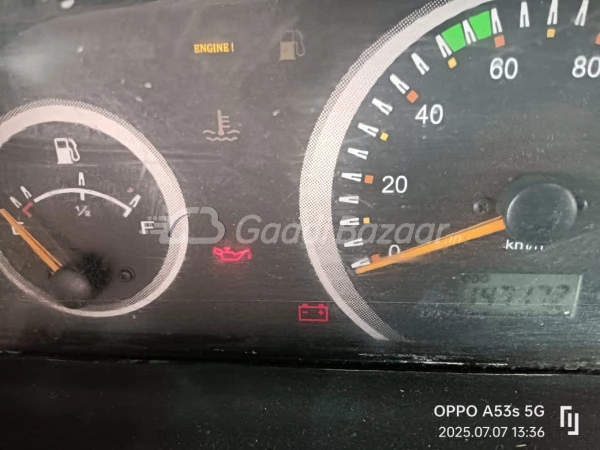 ENGINE !
60
80
40
20
0
1/2
F
GaadiBazaar
km/h
- +
OPPO A53s 5G
2025.07.07 13:36